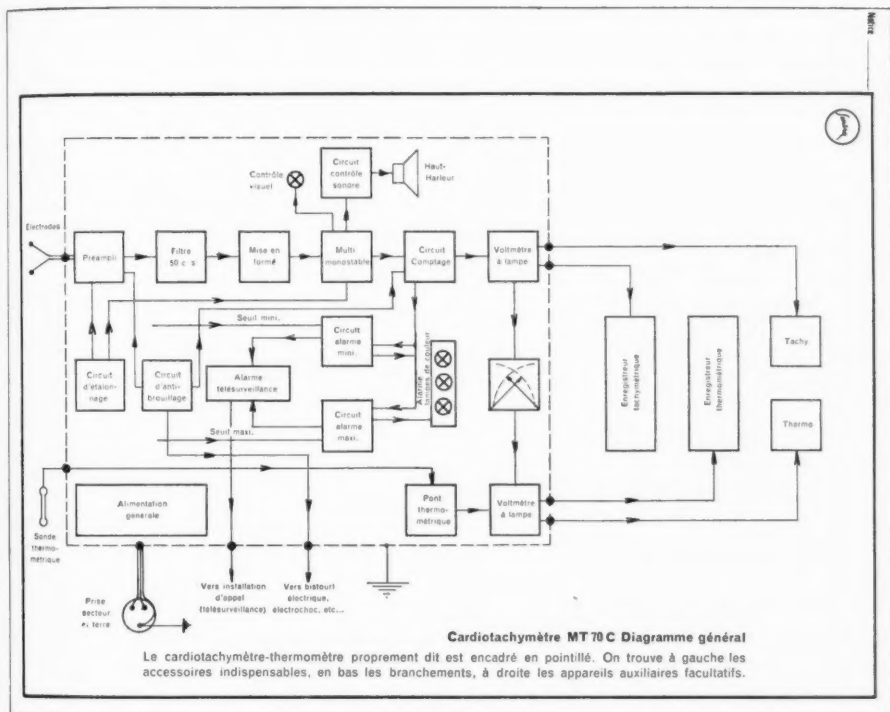 Notice
Contrôle
visuel
Circuit
contrôle
sonore
Haut-
Harleur
Électrodes
Préampli
Filtre
50 c s
Mise en
formé
Multi
monostable
Circuit
Comptage
Voltmètre
à lampe
Seuil mini.
Circuit
alarme
mini.
Circuit
d'étalon-
nage
Circuit
d'anti-
brouillage
Alarme
télésurveillance
Alarme
lampes de couleur
Enregistreur
tachymétrique
Enregistreur
thermométrique
Tachy
Thermo
Seuil maxi.
Circuit
alarme
maxi.
Alimentation
générale
Pont
thermo-
métrique
Voltmètre
à lampe
Sonde
thermo-
métrique
Prise
secteur
et terre
Vers installation
d'appel
(télésurveillance)
Vers bistouri
électrique,
électrochoc, etc...
Cardiotachymètre MT 70 C Diagramme général
Le cardiotachymètre-thermomètre proprement dit est encadré en pointillé. On trouve à gauche les
accessoires indispensables, en bas les branchements, à droite les appareils auxiliaires facultatifs.